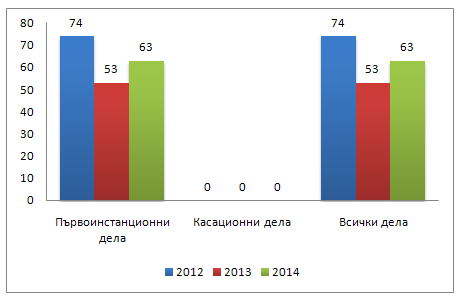 80
70
60
50
40
30
20
10
0
74 53 63
0 0 0
74 53 63
Първоинстанционни
дела
Касационни дела
Всички дела
2012 2013 2014